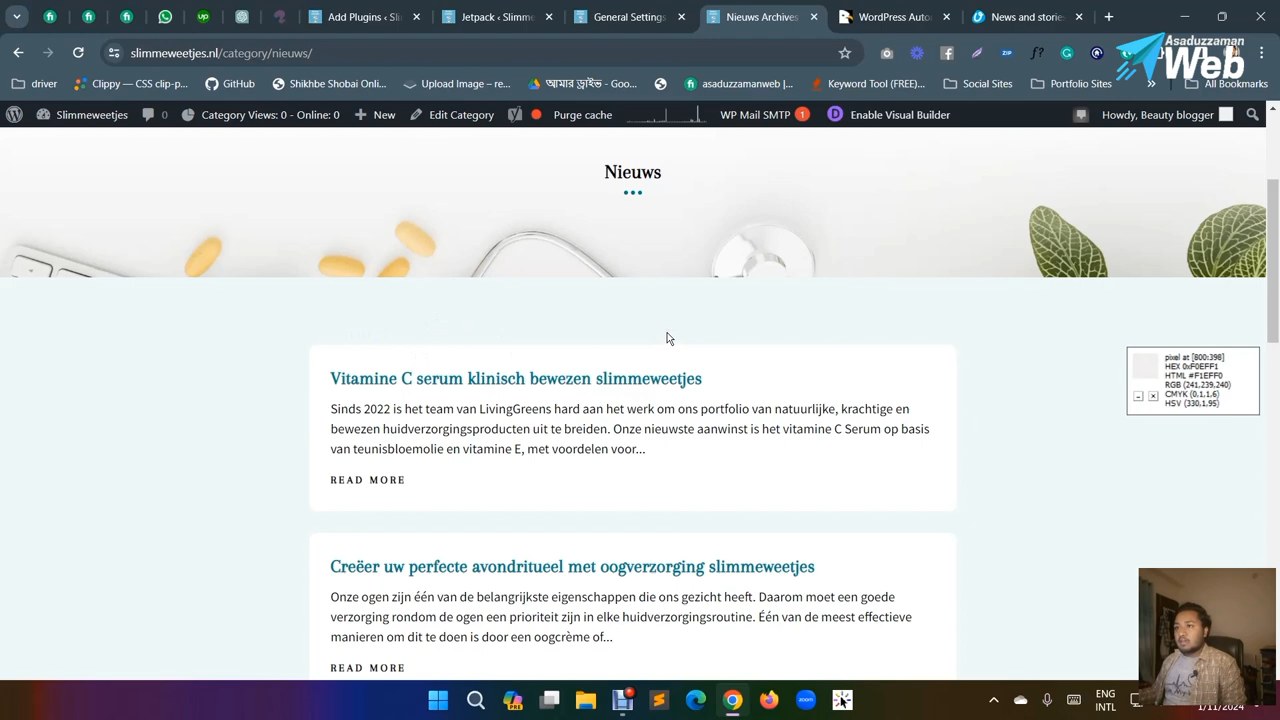 Add Plugins ‹ Sli
Jetpack ‹ Slimme
General Settings
Nieuws Archives
WordPress Auto
News and stories
slimmeweetjes.nl/category/nieuws/
Asaduzzaman
Web
driver
Clippy — CSS clip-p...
GitHub
Shikhbe Shobai Onli...
Upload Image – re...
আমার ড্রাইভ - Goo...
asaduzzamanweb |...
Keyword Tool (FREE)...
Social Sites
Portfolio Sites
All Bookmarks
Slimmeweetjes
0
Category Views: 0 - Online: 0
New
Edit Category
Purge cache
WP Mail SMTP 1
Enable Visual Builder
Howdy, Beauty blogger
Nieuws
Vitamine C serum klinisch bewezen slimmeweetjes
Sinds 2022 is het team van LivingGreens hard aan het werk om ons portfolio van natuurlijke, krachtige en
bewezen huidverzorgingsproducten uit te breiden. Onze nieuwste aanwinst is het vitamine C Serum op basis
van teunisbloemolie en vitamine E, met voordelen voor...
READ MORE
pixel at [800:398]
HEX 0xF0EFF1
HTML #F1EFF0
RGB (241,239,240)
CMYK (0,1,1,6)
HSV (330,1,95)
Creëer uw perfecte avondritueel met oogverzorging slimmeweetjes
Onze ogen zijn één van de belangrijkste eigenschappen die ons gezicht heeft. Daarom moet een goede
verzorging rondom de ogen een prioriteit zijn in elke huidverzorgingsroutine. Één van de meest effectieve
manieren om dit te doen is door een oogcrème of...
READ MORE
ENG
INTL
1/11/2024